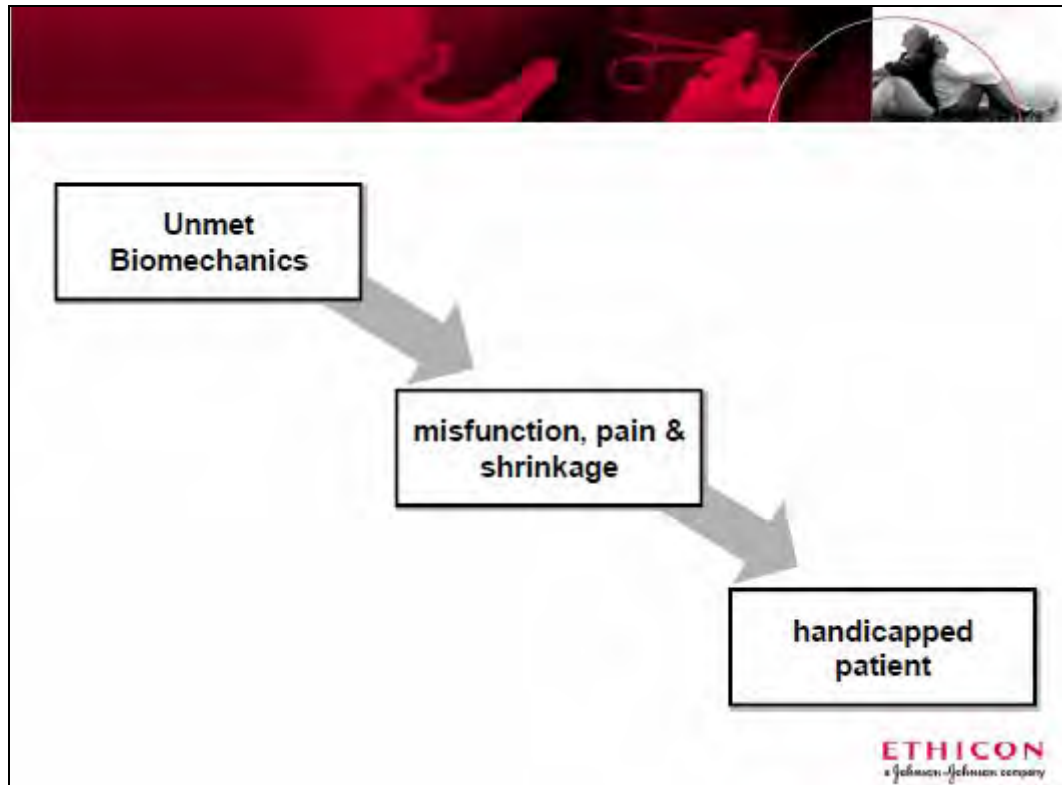 Unmet
Biomechanics
misfunction, pain &
shrinkage
handicapped
patient
ETHICON
a Johnson-Johnson company